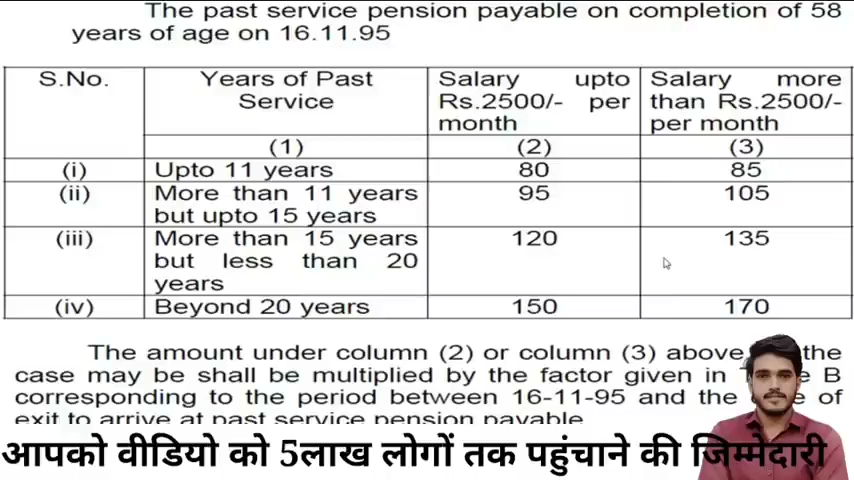 The past service pension payable on completion of 58
years of age on 16.11.95
S.No. Years of Past Service Salary upto Rs.2500/- per month Salary more than Rs.2500/- per month
(1) (2) (3)
(i) Upto 11 years 80 85
(ii) More than 11 years but upto 15 years 95 105
(iii) More than 15 years but less than 20 years 120 135
(iv) Beyond 20 years 150 170
The amount under column (2) or column (3) above the
case may be shall be multiplied by the factor given in B
corresponding to the period between 16-11-95 and the of
exit to arrive at past service pension payable
आपको वीडियो को 5लाख लोगों तक पहुंचाने की जिम्मेदारी